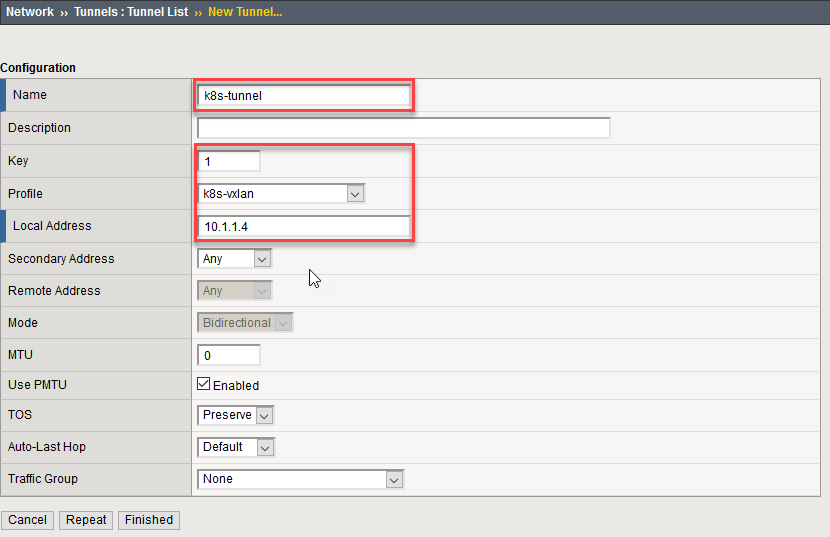 Network ›› Tunnels : Tunnel List ›› New Tunnel...
Configuration
Name k8s-tunnel
Description
Key 1
Profile k8s-vxlan
Local Address 10.1.1.4
Secondary Address Any
Remote Address Any
Mode Bidirectional
MTU 0
Use PMTU Enabled
TOS Preserve
Auto-Last Hop Default
Traffic Group None
Cancel Repeat Finished